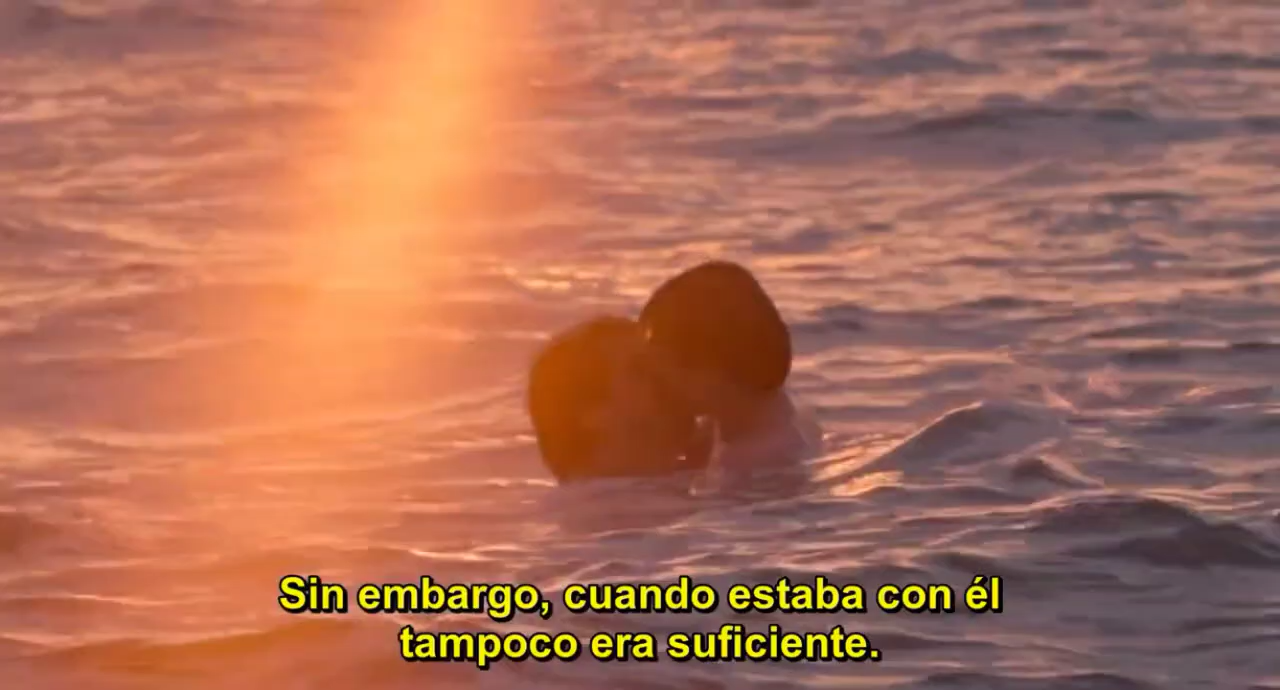 Sin embargo, cuando estaba con él
tampoco era suficiente.